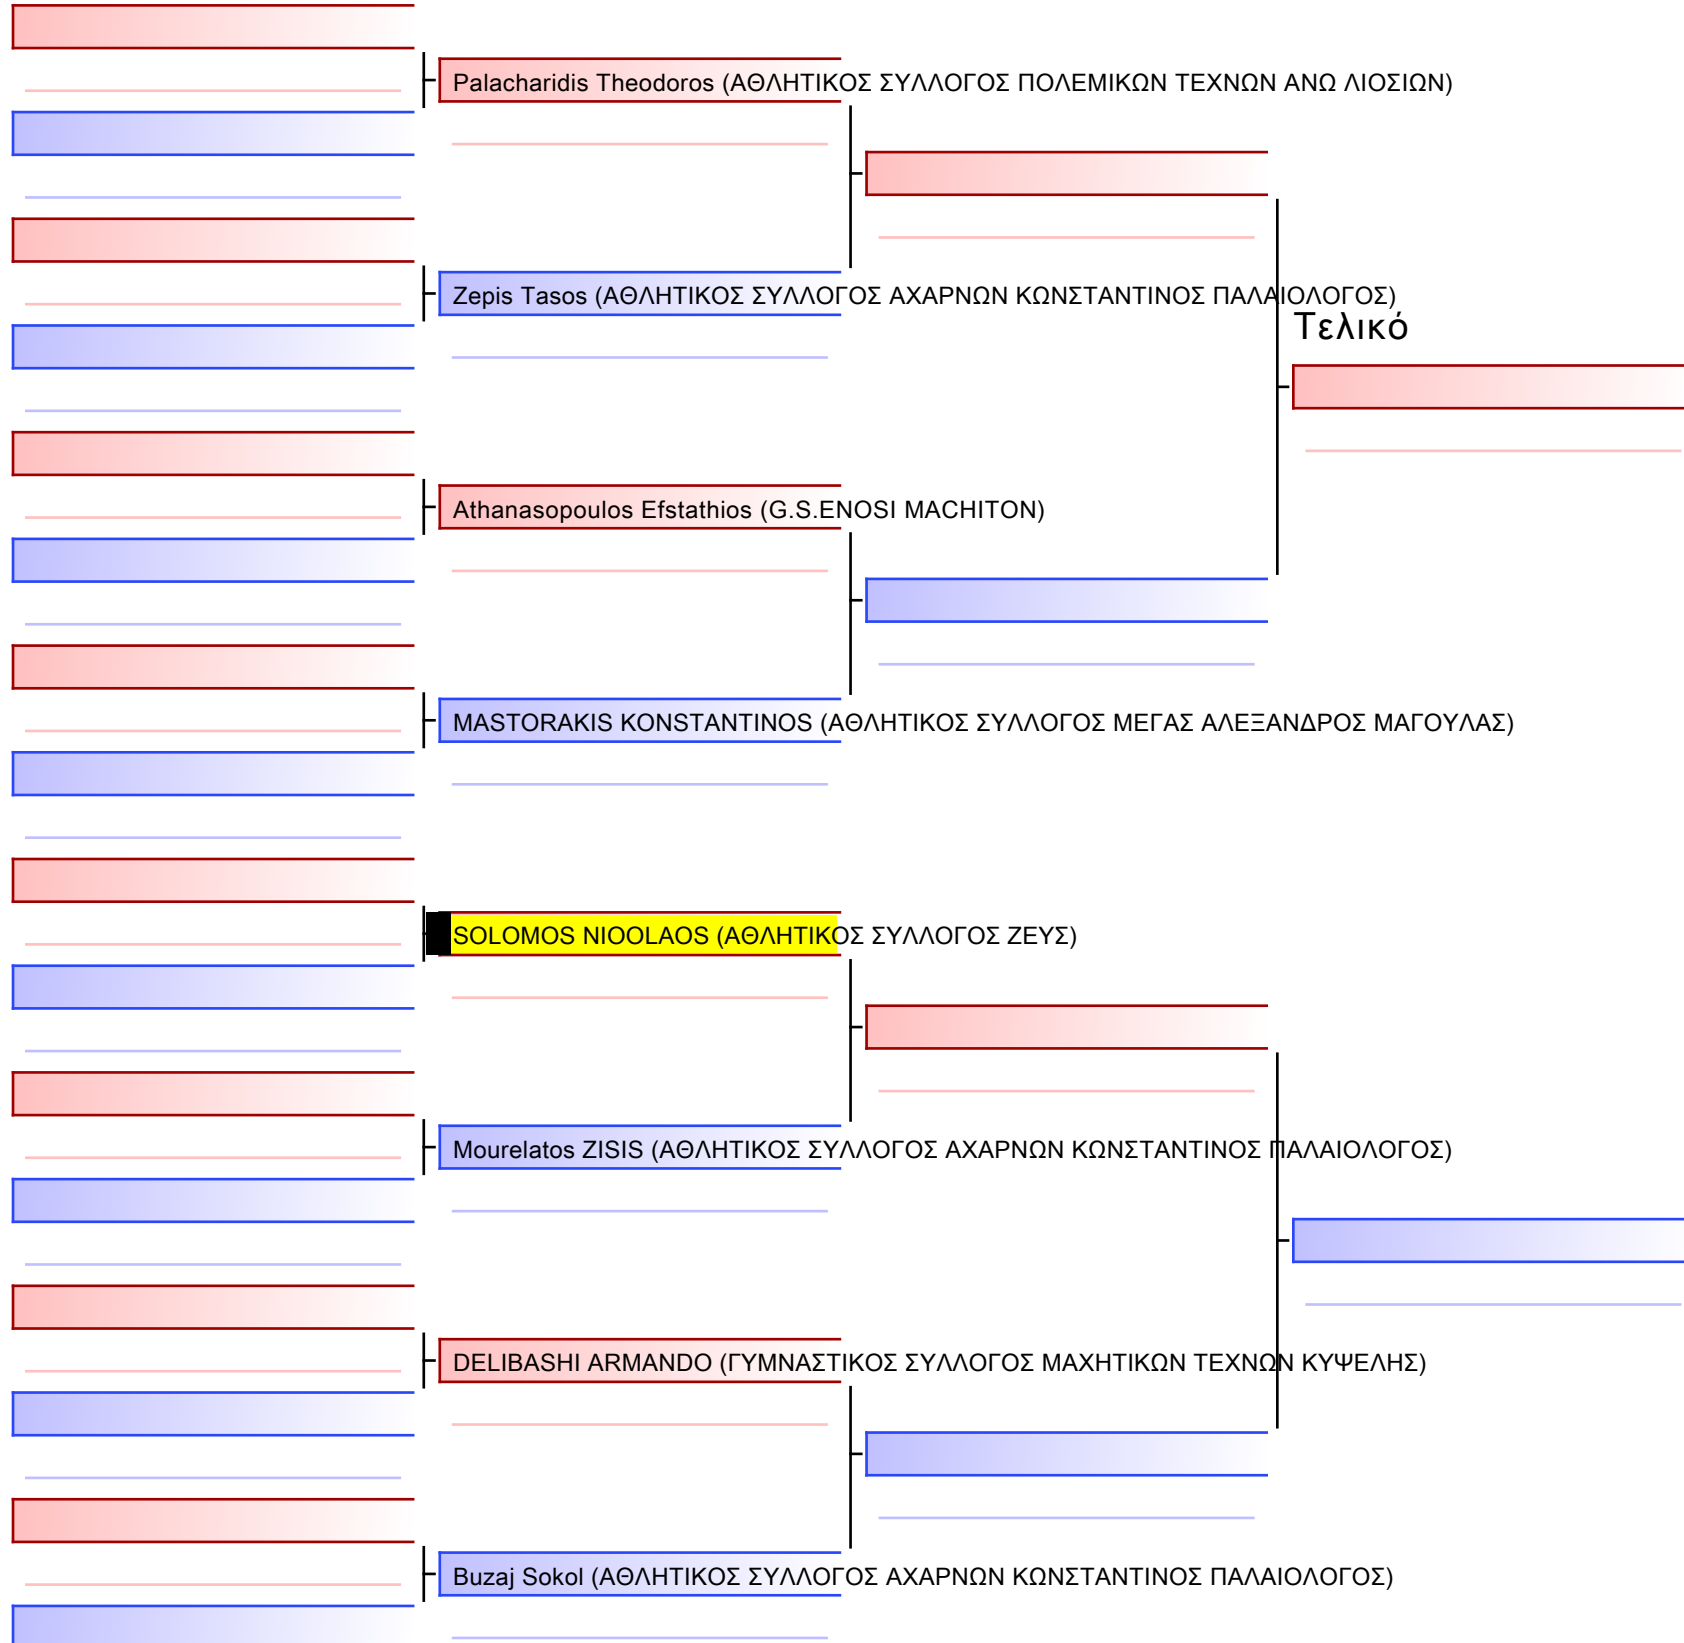 Palacharidis Theodoros (ΑΘΛΗΤΙΚΟΣ ΣΥΛΛΟΓΟΣ ΠΟΛΕΜΙΚΩΝ ΤΕΧΝΩΝ ΑΝΩ ΛΙΟΣΙΩΝ)
Zepis Tasos (ΑΘΛΗΤΙΚΟΣ ΣΥΛΛΟΓΟΣ ΑΧΑΡΝΩΝ ΚΩΝΣΤΑΝΤΙΝΟΣ ΠΑΛΑΙΟΛΟΓΟΣ)
Τελικό
Athanasopoulos Efstathios (G.S.ENOSI MACHITON)
MASTORAKIS KONSTANTINOS (ΑΘΛΗΤΙΚΟΣ ΣΥΛΛΟΓΟΣ ΜΕΓΑΣ ΑΛΕΞΑΝΔΡΟΣ ΜΑΓΟΥΛΑΣ)
SOLOMOS NIOOLAOS (ΑΘΛΗΤΙΚΟΣ ΣΥΛΛΟΓΟΣ ΖΕΥΣ)
Mourelatos ZISIS (ΑΘΛΗΤΙΚΟΣ ΣΥΛΛΟΓΟΣ ΑΧΑΡΝΩΝ ΚΩΝΣΤΑΝΤΙΝΟΣ ΠΑΛΑΙΟΛΟΓΟΣ)
DELIBASHI ARMANDO (ΓΥΜΝΑΣΤΙΚΟΣ ΣΥΛΛΟΓΟΣ ΜΑΧΗΤΙΚΩΝ ΤΕΧΝΩΝ ΚΥΨΕΛΗΣ)
Buzaj Sokol (ΑΘΛΗΤΙΚΟΣ ΣΥΛΛΟΓΟΣ ΑΧΑΡΝΩΝ ΚΩΝΣΤΑΝΤΙΝΟΣ ΠΑΛΑΙΟΛΟΓΟΣ)